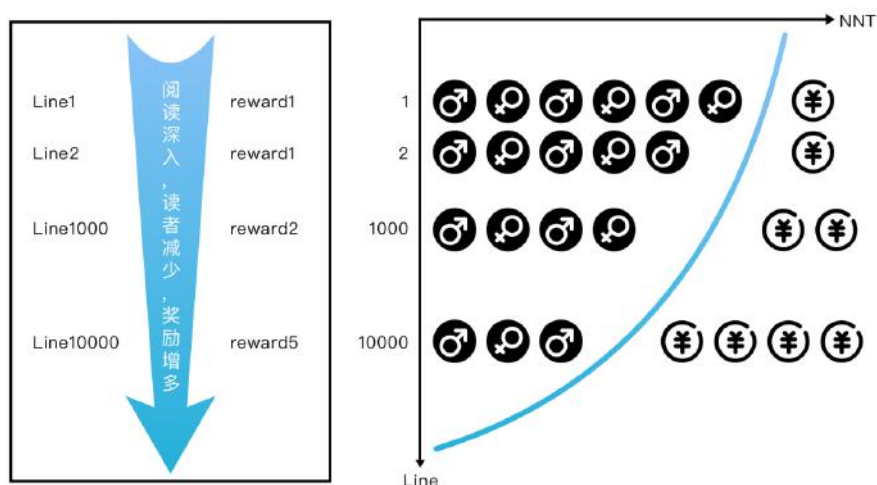 Line1
reward1
Line2
reward1
Line1000
reward2
Line10000
reward5
阅读深入，读者减少，奖励增多
NNT
1
2
1000
10000
Line